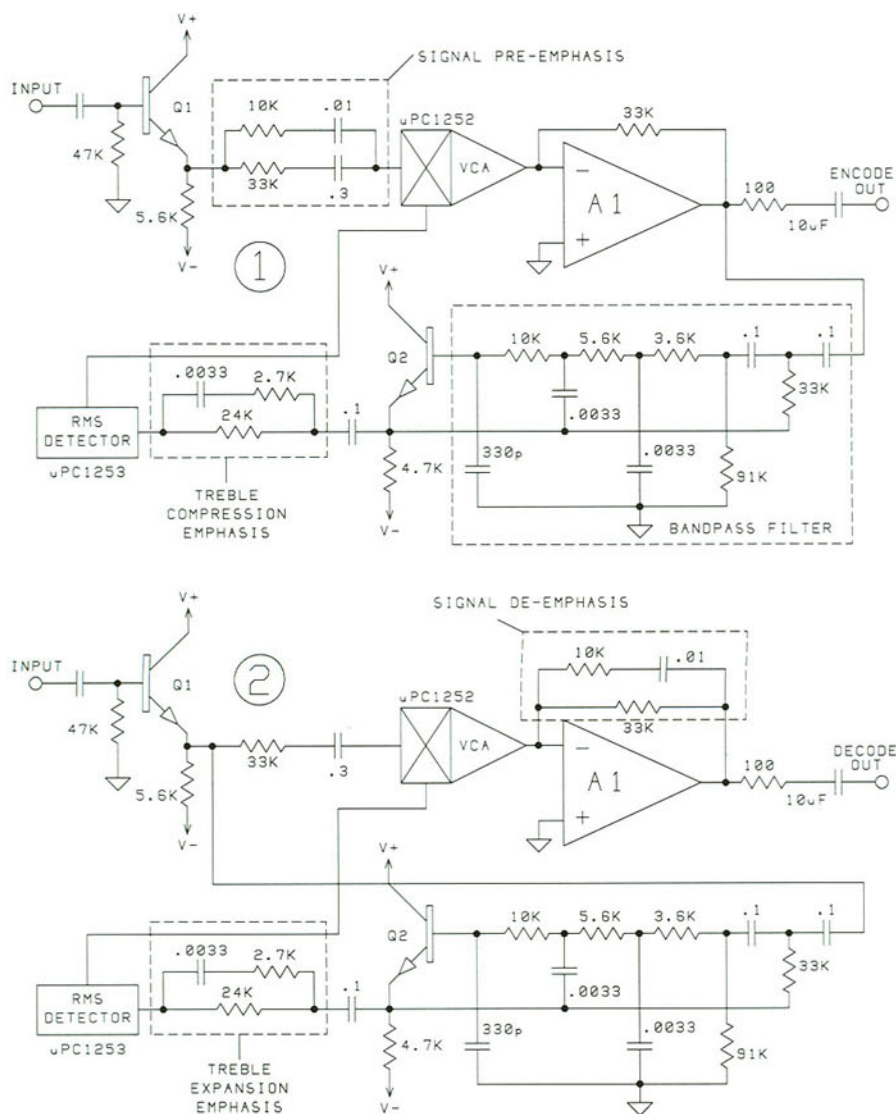 V+
SIGNAL PRE-EMPHASIS
INPUT
Q1
10K
.01
uPC1252
33K
47K
33K
.3
VCA
A1
−
+
100
ENCODE
OUT
10uF
5.6K
V-
1
V+
Q2
10K
5.6K
3.6K
.1
.1
.0033
2.7K
24K
.1
33K
RMS
DETECTOR
uPC1253
.0033
330p
.0033
4.7K
91K
TREBLE
COMPRESSION
EMPHASIS
V-
BANDPASS FILTER
V+
SIGNAL DE-EMPHASIS
INPUT
Q1
2
10K
.01
uPC1252
33K
47K
33K
.3
VCA
A1
−
+
100
DECODE
OUT
10uF
5.6K
V-
V+
Q2
10K
5.6K
3.6K
.1
.1
.0033
2.7K
24K
.1
33K
RMS
DETECTOR
uPC1253
.0033
330p
.0033
4.7K
91K
TREBLE
EXPANSION
EMPHASIS
V-